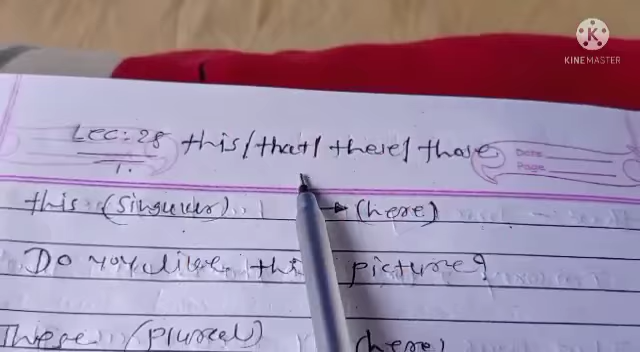 KINEMASTER
Lec: 28 this/that/these/those
Date
Page
this (Singular) → (here)
Do you like this picture?
These (plural) (here)